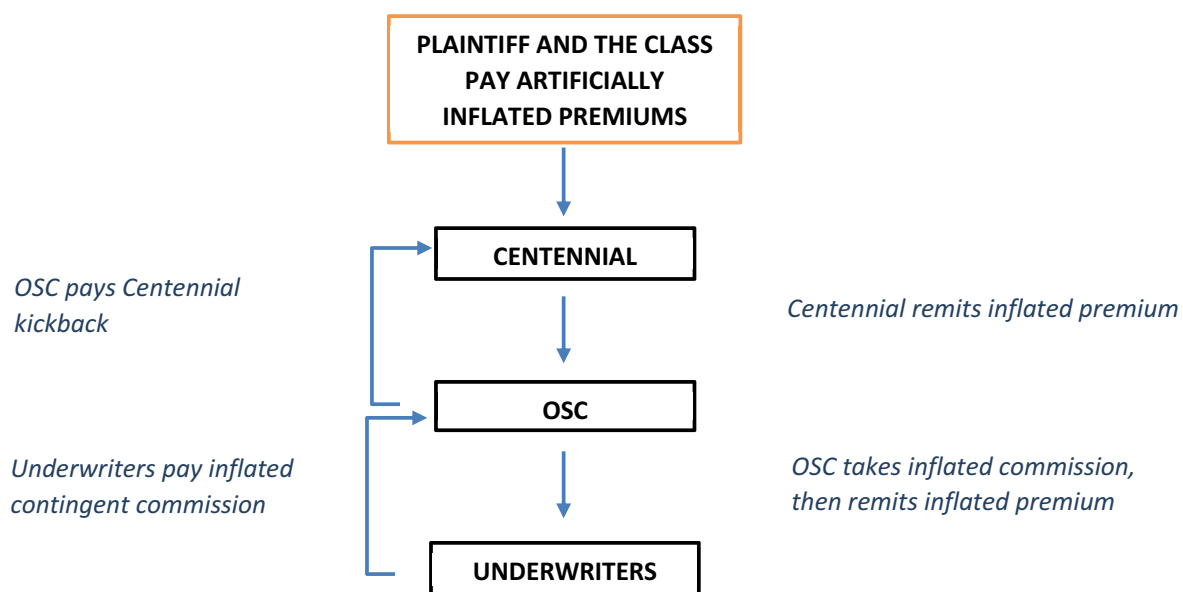 PLAINTIFF AND THE CLASS
PAY ARTIFICIALLY
INFLATED PREMIUMS
CENTENNIAL
OSC pays Centennial
kickback
Centennial remits inflated premium
OSC
Underwriters pay inflated
contingent commission
OSC takes inflated commission,
then remits inflated premium
UNDERWRITERS